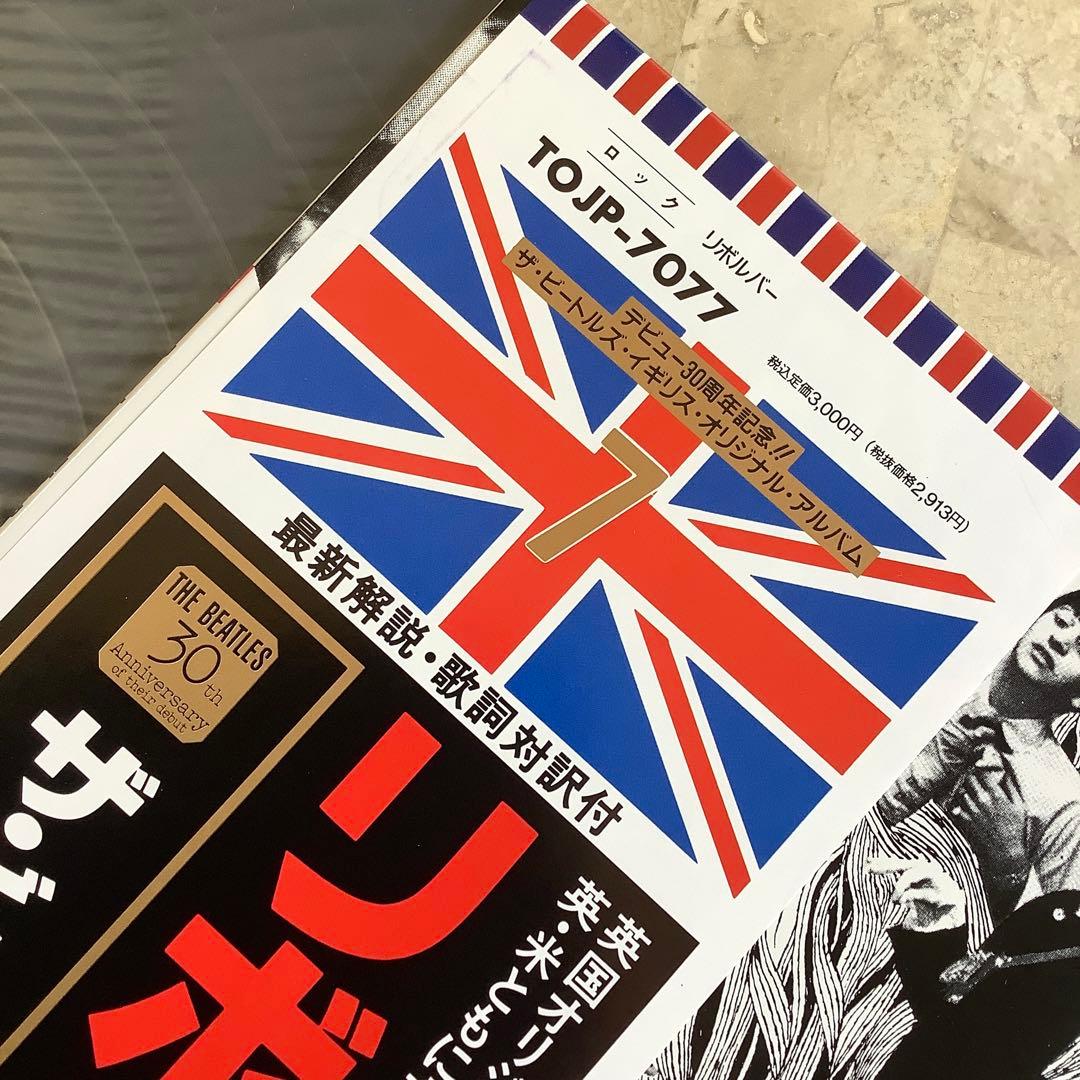 ロック
TOJP-7077
リボルバー
税込定価3,000円(税抜価格2,913円)
デビュー30周年記念!!
ザ・ビートルズ・イギリス・オリジナル・アルバム
7
最新解説・歌詞対訳付
THE BEATLES
30th
Anniversary
of their debut
ザ・
リボ
英国オリジ
英・米ともに